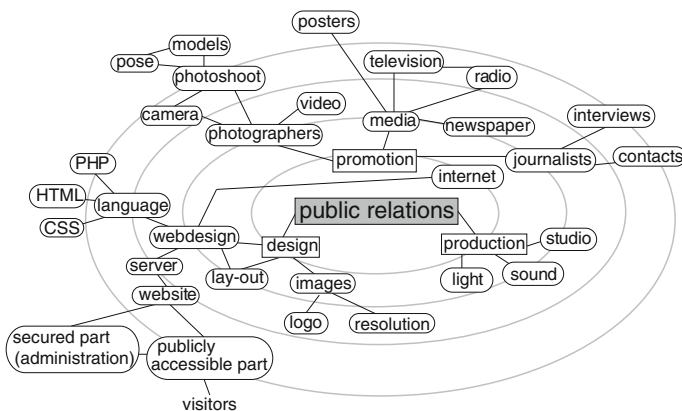 posters
models
television
pose
photoshoot
radio
video
camera
interviews
media
newspaper
photographers
PHP
promotion
journalists
contacts
internet
HTML
language
public relations
CSS
webdesign
design
production
studio
server
lay-out
images
light
sound
website
logo
resolution
secured part
(administration)
publicly
accessible part
visitors